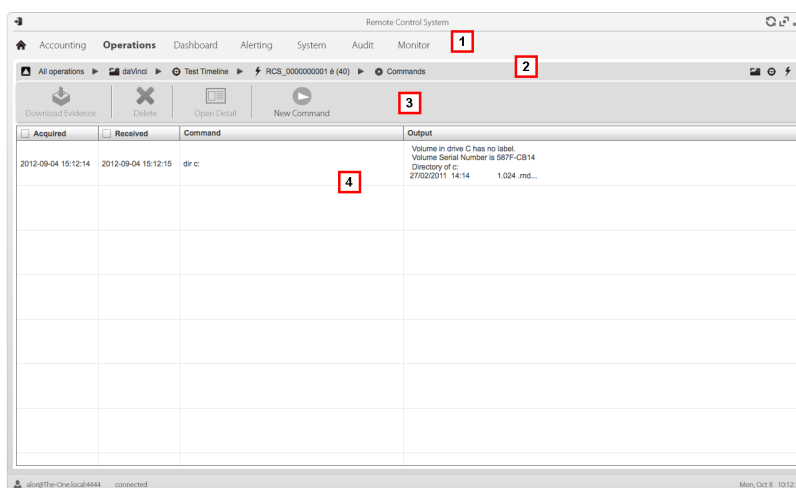 Remote Control System
Accounting Operations Dashboard Alerting System Audit Monitor 1
All operations daVinci Test Timeline RCS_0000000001 è (40) Commands 2
Download Evidence Delete Open Detail New Command 3
Acquired Received Command Output
2012-09-04 15:12:14 2012-09-04 15:12:15 dir c:
Volume in drive C has no label.
Volume Serial Number is 587F-CB14
Directory of c:
27/02/2011 14:14 1.024 .rnd...
4
alor@The-One.local:4444 connected Mon, Oct 8 10:12: